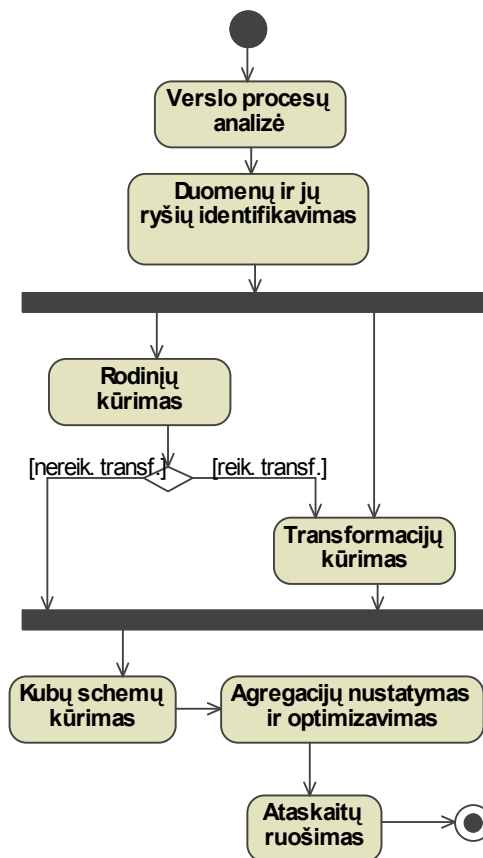 Verslo procesų
analizė
Duomenų ir jų
ryšių identifikavimas
Rodinįų
kūrimas
[nereik. transf.]
[reik. transf.]
Transformacijų
kūrimas
Kubų schemų
kūrimas
Agregacijų nustatymas
ir optimizavimas
Ataskaitų
ruošimas